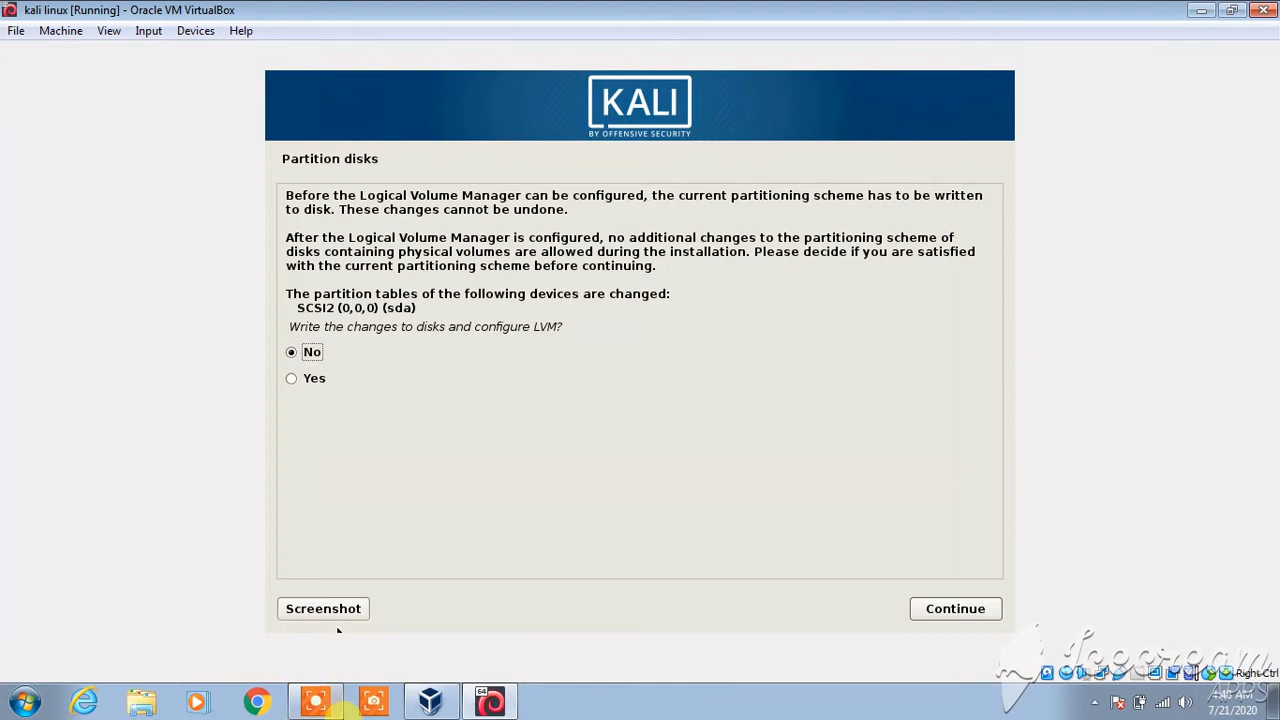 kali linux [Running] - Oracle VM VirtualBox
File Machine View Input Devices Help
KALI
BY OFFENSIVE SECURITY
Partition disks
Before the Logical Volume Manager can be configured, the current partitioning scheme has to be written
to disk. These changes cannot be undone.
After the Logical Volume Manager is configured, no additional changes to the partitioning scheme of
disks containing physical volumes are allowed during the installation. Please decide if you are satisfied
with the current partitioning scheme before continuing.
The partition tables of the following devices are changed:
SCSI2 (0,0,0) (sda)
Write the changes to disks and configure LVM?
No
Yes
Screenshot
Continue
Right Ctrl
64
APPS
7/21/2020